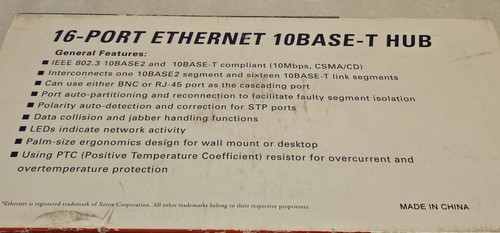 16-PORT ETHERNET 10BASE-T HUB
General Features:
■ IEEE 802.3 10BASE2 and 10BASE-T compliant (10Mbps, CSMA/CD)
■ Interconnects one 10BASE2 segment and sixteen 10BASE-T link segments
■ Can use either BNC or RJ-45 port as the cascading port
■ Port auto-partitioning and reconnection to facilitate faulty segment isolation
■ Polarity auto-detection and correction for STP ports
■ Data collision and jabber handling functions
■ LEDs indicate network activity
■ Palm-size ergonomics design for wall mount or desktop
■ Using PTC (Positive Temperature Coefficient) resistor for overcurrent and
overtemperature protection
*Ethernet is registered trademark of Xerox Corporation. All other trademarks belong to their respective proprietors.
MADE IN CHINA